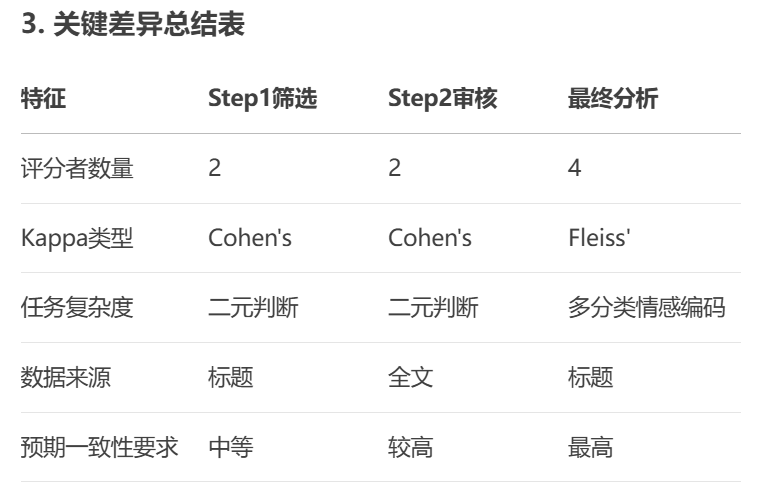 3. 关键差异总结表
特征 Step1筛选 Step2审核 最终分析
评分者数量 2 2 4
Kappa类型 Cohen's Cohen's Fleiss'
任务复杂度 二元判断 二元判断 多分类情感编码
数据来源 标题 全文 标题
预期一致性要求 中等 较高 最高